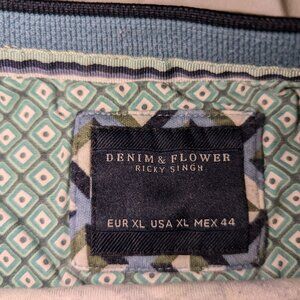 DENIM & FLOWER
RICKY SINGH
EUR XL USA XL MEX 44